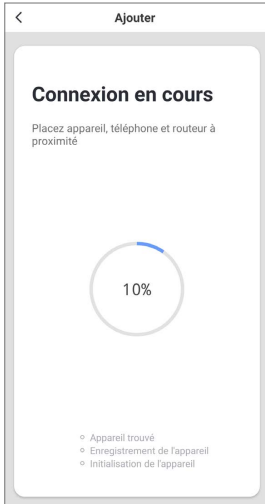 Ajouter
Connexion en cours
Placez appareil, téléphone et routeur à
proximité
10%
Appareil trouvé
Enregistrement de l'appareil
Initialisation de l'appareil